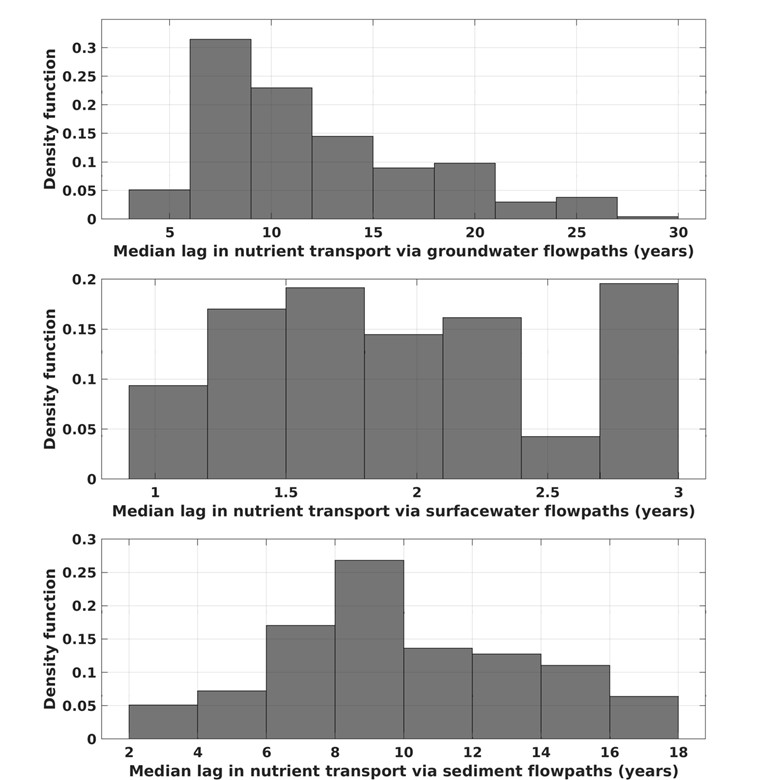 Density function
0.3
0.25
0.2
0.15
0.1
0.05
0
5 10 15 20 25 30
Median lag in nutrient transport via groundwater flowpaths (years)
Density function
0.2
0.15
0.1
0.05
0
1 1.5 2 2.5 3
Median lag in nutrient transport via surfacewater flowpaths (years)
Density function
0.3
0.25
0.2
0.15
0.1
0.05
0
2 4 6 8 10 12 14 16 18
Median lag in nutrient transport via sediment flowpaths (years)